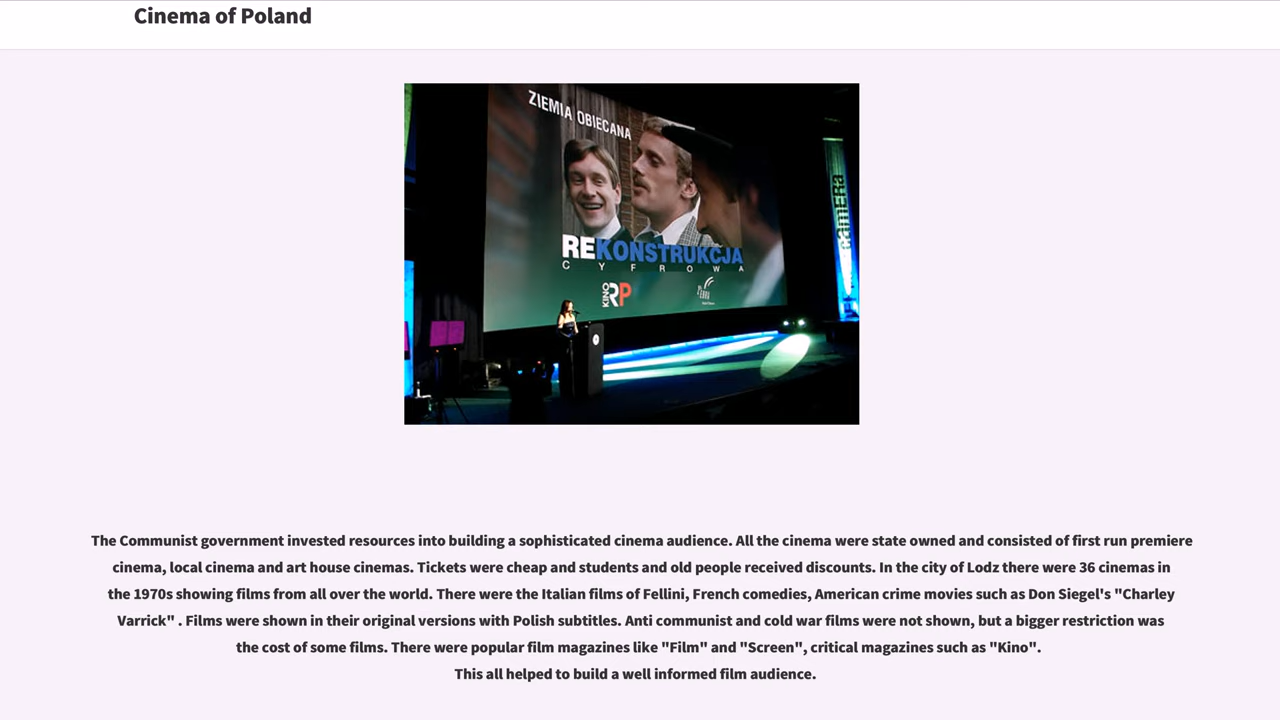 Cinema of Poland
ZIEMIA OBIECANA
REKONSTRUKCJA
CYFROWA
KINO RP
camERa
The Communist government invested resources into building a sophisticated cinema audience. All the cinema were state owned and consisted of first run premiere
cinema, local cinema and art house cinemas. Tickets were cheap and students and old people received discounts. In the city of Lodz there were 36 cinemas in
the 1970s showing films from all over the world. There were the Italian films of Fellini, French comedies, American crime movies such as Don Siegel's "Charley
Varrick" . Films were shown in their original versions with Polish subtitles. Anti communist and cold war films were not shown, but a bigger restriction was
the cost of some films. There were popular film magazines like "Film" and "Screen", critical magazines such as "Kino".
This all helped to build a well informed film audience.